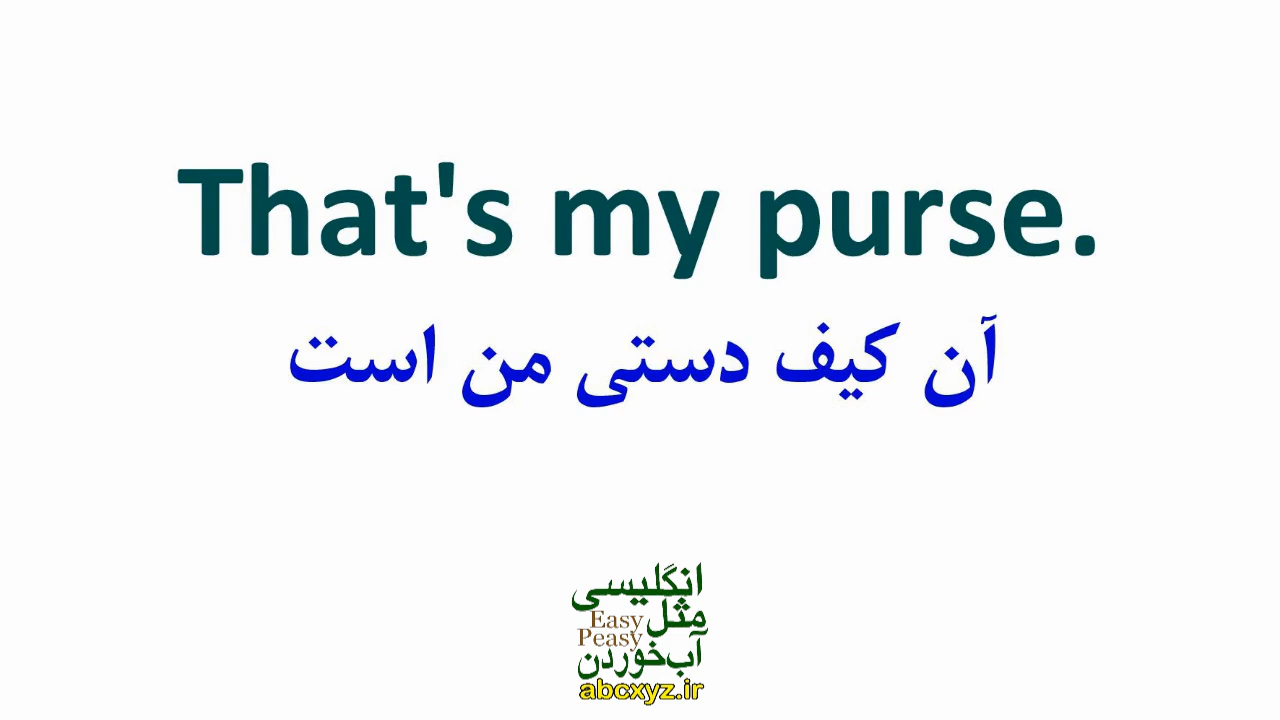 That's my purse.
آن کیف دستی من است
انگلیسی
مثل
Easy
Peasy
آب‌خوردن
abcxyz.ir